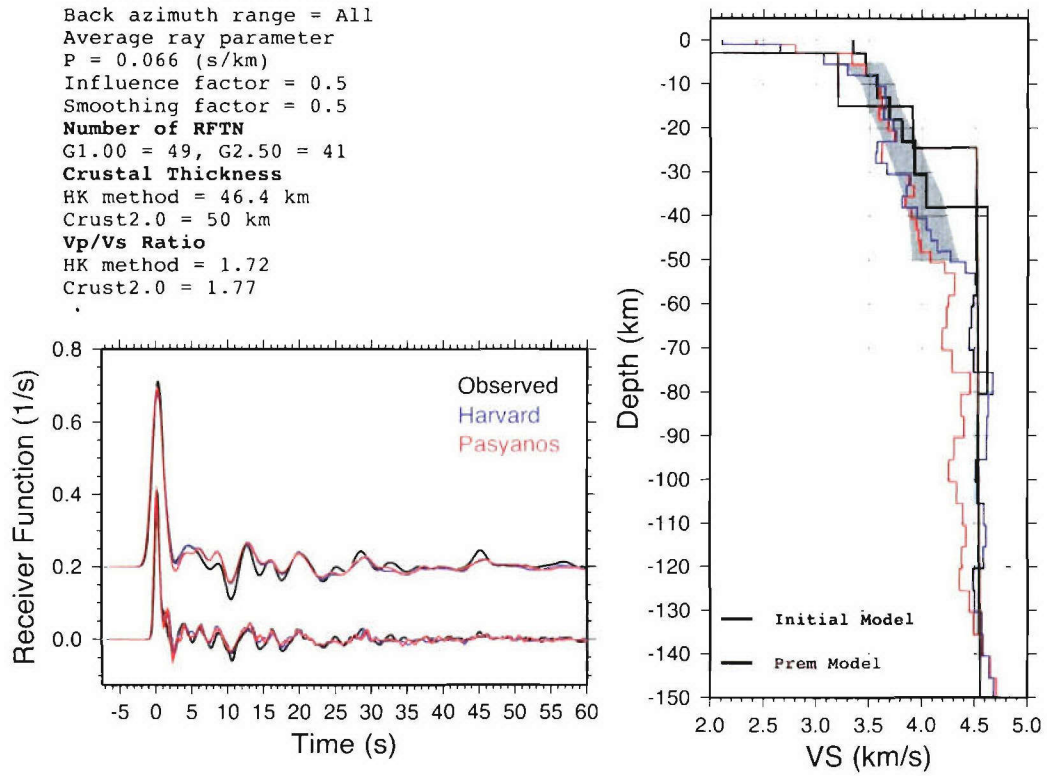 Back azimuth range = All
Average ray parameter
P = 0.066 (s/km)
Influence factor = 0.5
Smoothing factor = 0.5
Number of RFTN
G1.00 = 49, G2.50 = 41
Crustal Thickness
HK method = 46.4 km
Crust2.0 = 50 km
Vp/Vs Ratio
HK method = 1.72
Crust2.0 = 1.77
0.8
0.6
0.4
0.2
0.0
Receiver Function (1/s)
Observed
Harvard
Pasyanos
-5 0 5 10 15 20 25 30 35 40 45 50 55 60
Time (s)
0
-10
-20
-30
-40
-50
-60
-70
-80
-90
-100
-110
-120
-130
-140
-150
Depth (km)
Initial Model
Prem Model
2.0 2.5 3.0 3.5 4.0 4.5 5.0
VS (km/s)